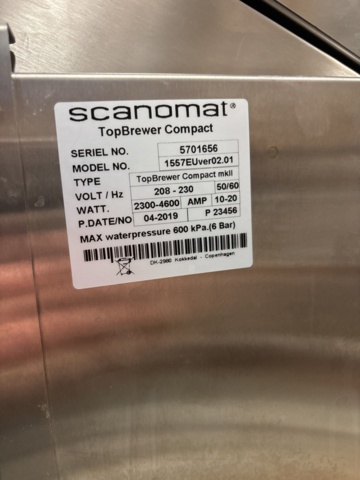 scanomat®
TopBrewer Compact
SERIEL NO. 5701656
MODEL NO. 1557EUver02.01
TYPE TopBrewer Compact mkII
VOLT / Hz 208 - 230 50/60
WATT. 2300-4600 AMP 10-20
P.DATE/NO 04-2019 P 23456
MAX waterpressure 600 kPa.(6 Bar)
DK-2980 Kokkedal - Copenhagen